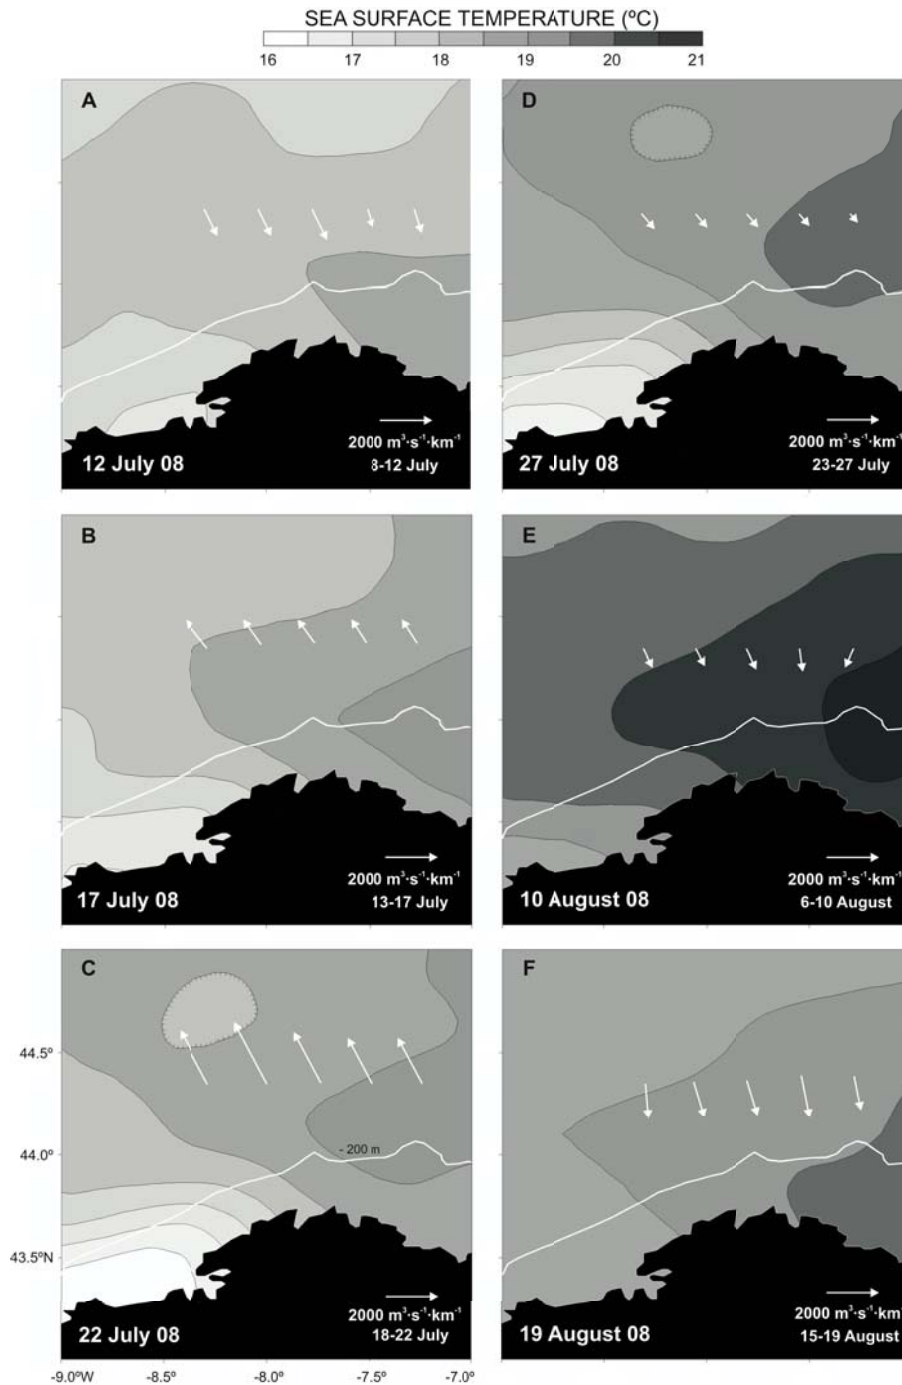 SEA SURFACE TEMPERATURE (ºC)
16 17 18 19 20 21
A
2000 m³·s⁻¹·km⁻¹
12 July 08
8-12 July
D
2000 m³·s⁻¹·km⁻¹
27 July 08
23-27 July
B
2000 m³·s⁻¹·km⁻¹
17 July 08
13-17 July
E
2000 m³·s⁻¹·km⁻¹
10 August 08
6-10 August
C
44.5º
44.0º
- 200 m
43.5ºN
2000 m³·s⁻¹·km⁻¹
22 July 08
18-22 July
-9.0ºW -8.5º -8.0º -7.5º -7.0º
F
2000 m³·s⁻¹·km⁻¹
19 August 08
15-19 August